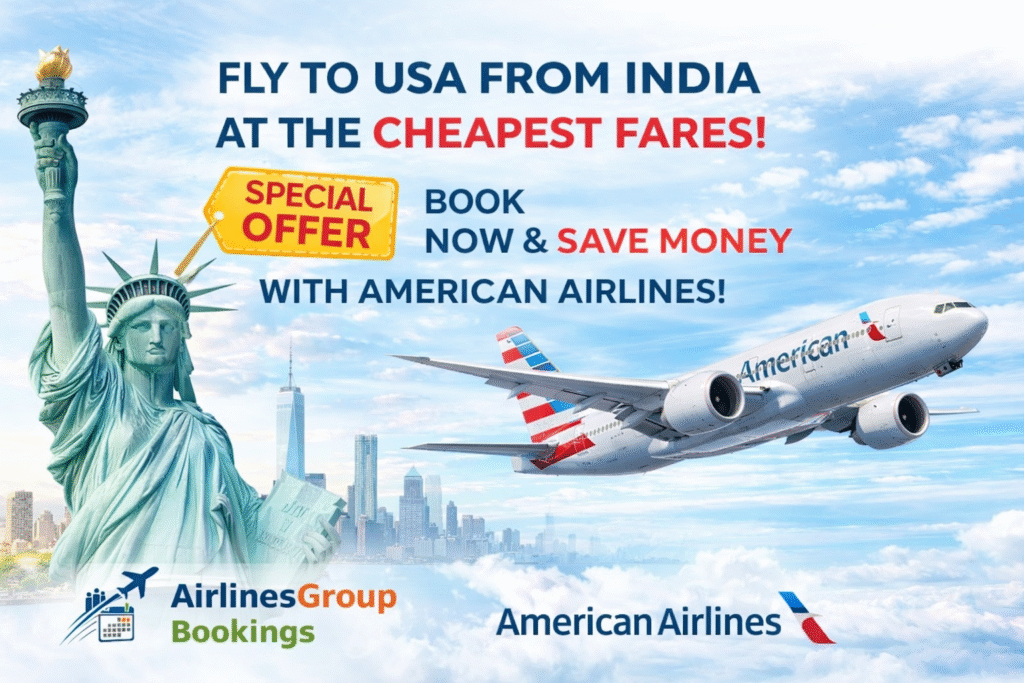 FLY TO USA FROM INDIA
AT THE CHEAPEST FARES!
SPECIAL
OFFER
BOOK
NOW & SAVE MONEY
WITH AMERICAN AIRLINES!
American
AirlinesGroup
Bookings
American Airlines